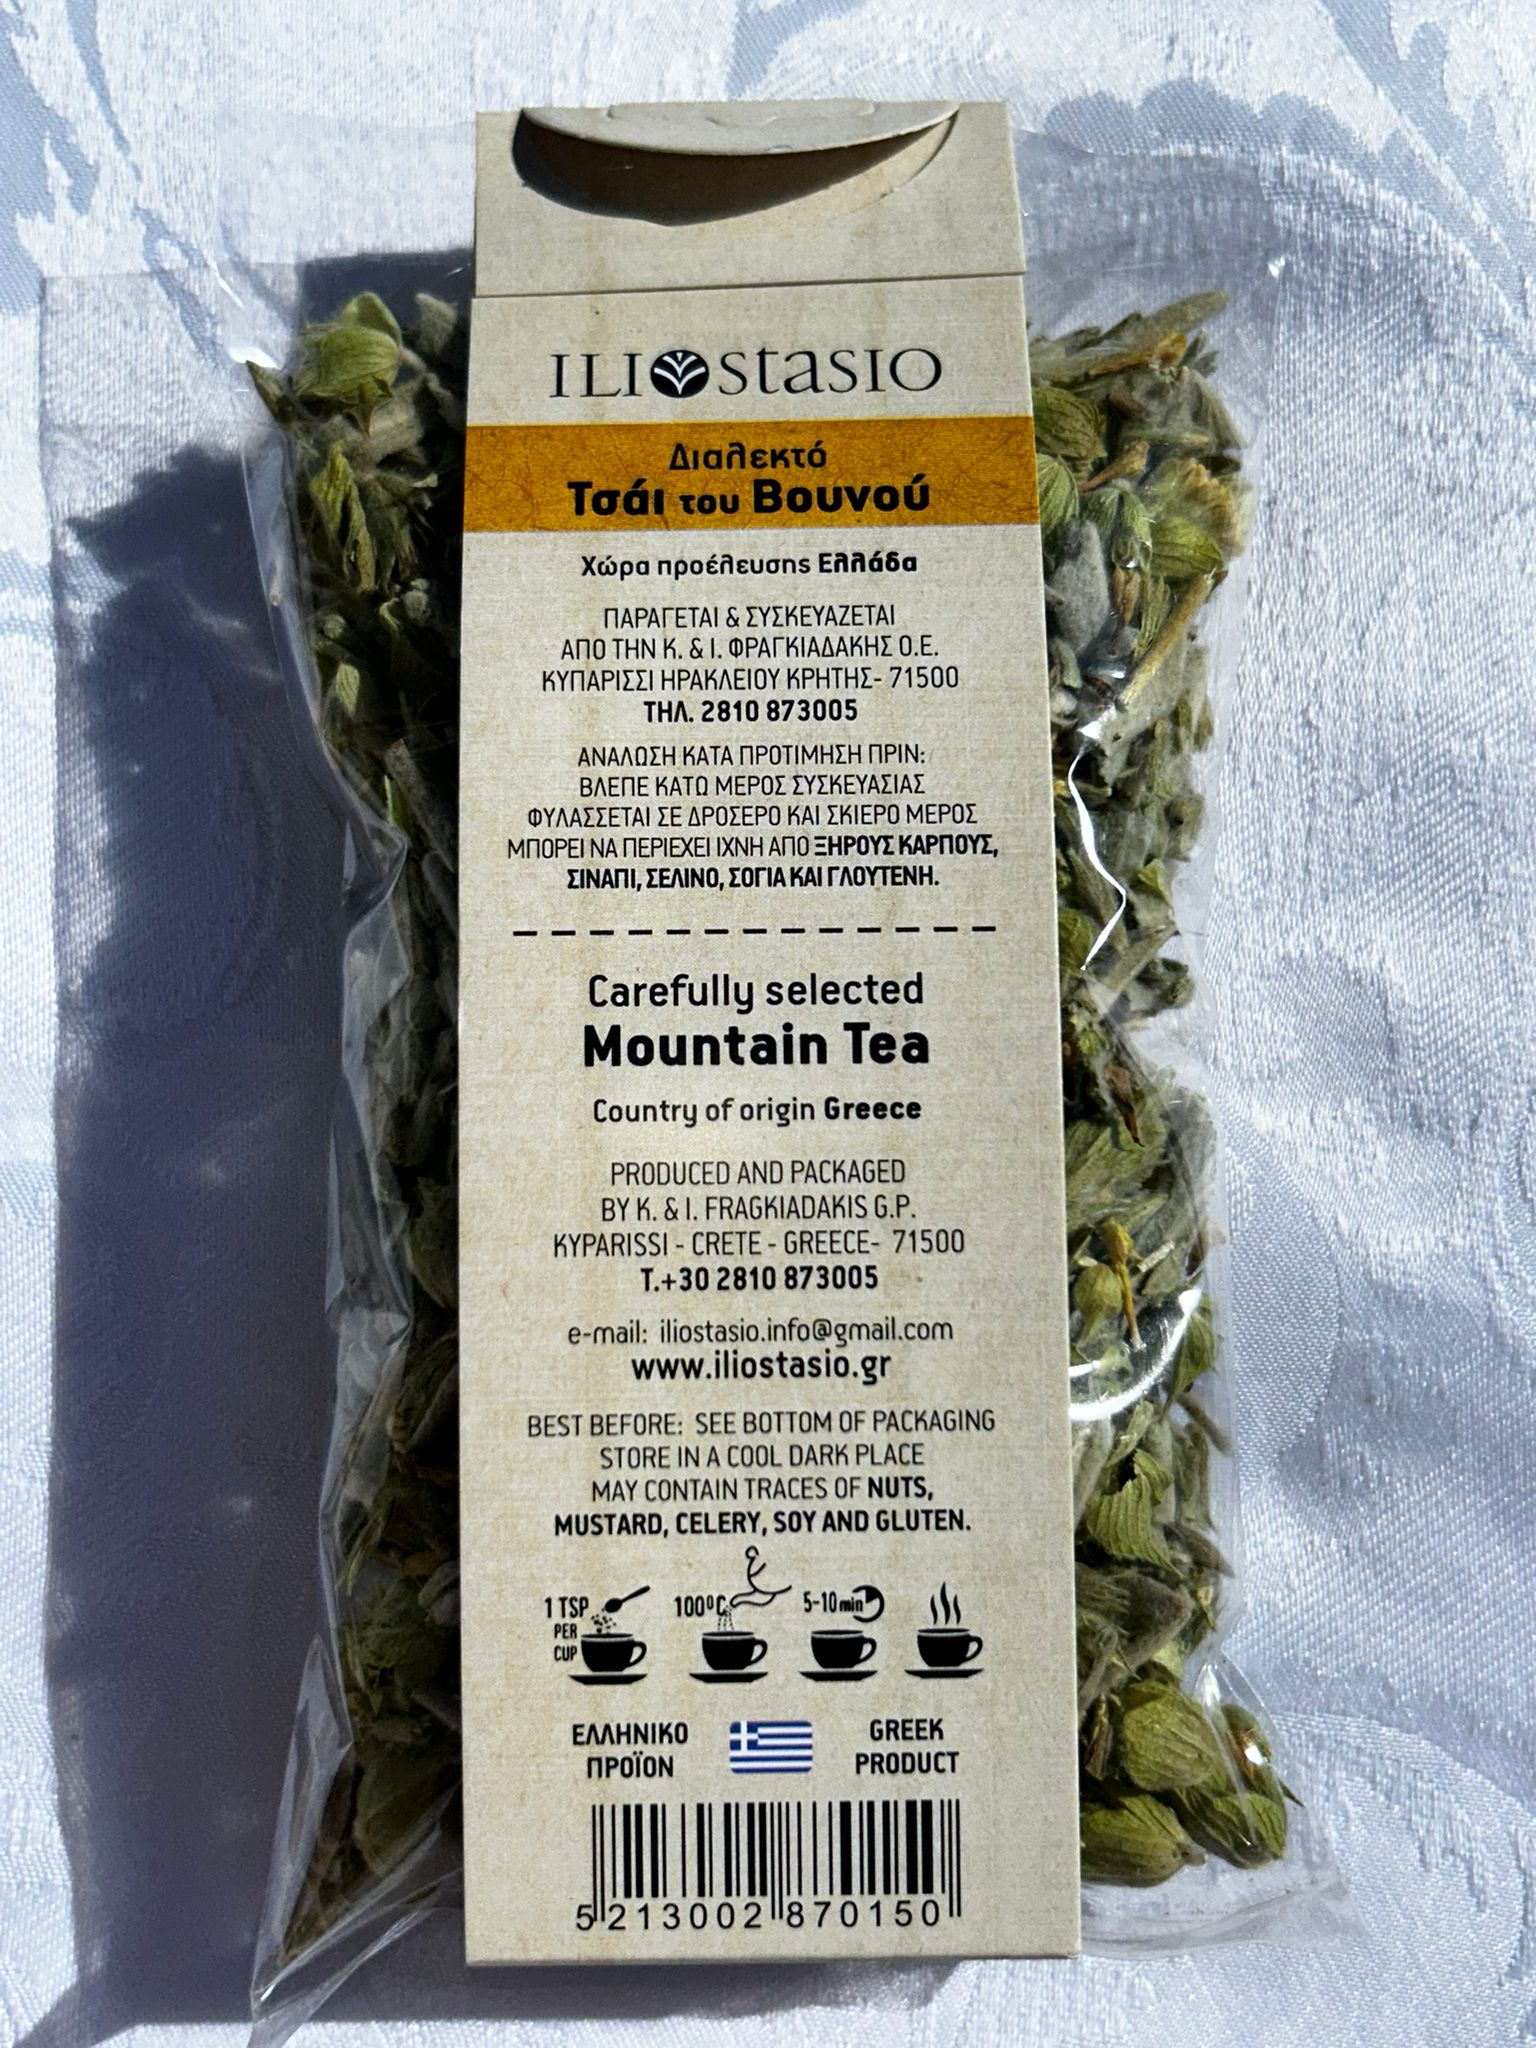 ILIOSTASIO
Διαλεκτό
Τσάι του Βουνού
Χώρα προέλευσης Ελλάδα
ΠΑΡΑΓΕΤΑΙ & ΣΥΣΚΕΥΑΖΕΤΑΙ
ΑΠΟ ΤΗΝ Κ. & Ι. ΦΡΑΓΚΙΑΔΑΚΗΣ Ο.Ε.
ΚΥΠΑΡΙΣΣΙ ΗΡΑΚΛΕΙΟΥ ΚΡΗΤΗΣ- 71500
ΤΗΛ. 2810 873005
ΑΝΑΛΩΣΗ ΚΑΤΑ ΠΡΟΤΙΜΗΣΗ ΠΡΙΝ:
ΒΛΕΠΕ ΚΑΤΩ ΜΕΡΟΣ ΣΥΣΚΕΥΑΣΙΑΣ
ΦΥΛΑΣΣΕΤΑΙ ΣΕ ΔΡΟΣΕΡΟ ΚΑΙ ΣΚΙΕΡΟ ΜΕΡΟΣ
ΜΠΟΡΕΙ ΝΑ ΠΕΡΙΕΧΕΙ ΙΧΝΗ ΑΠΟ ΞΗΡΟΥΣ ΚΑΡΠΟΥΣ,
ΣΙΝΑΠΙ, ΣΕΛΙΝΟ, ΣΟΓΙΑ ΚΑΙ ΓΛΟΥΤΕΝΗ.
Carefully selected
Mountain Tea
Country of origin Greece
PRODUCED AND PACKAGED
BY K. & I. FRAGKIADAKIS G.P.
KYPARISSI - CRETE - GREECE- 71500
T.+30 2810 873005
e-mail: iliostasio.info@gmail.com
www.iliostasio.gr
BEST BEFORE: SEE BOTTOM OF PACKAGING
STORE IN A COOL DARK PLACE
MAY CONTAIN TRACES OF NUTS,
MUSTARD, CELERY, SOY AND GLUTEN.
1 TSP
PER
CUP
100ºC
5-10 min
ΕΛΛΗΝΙΚΟ
ΠΡΟΪΟΝ
GREEK
PRODUCT
5 213002 870150